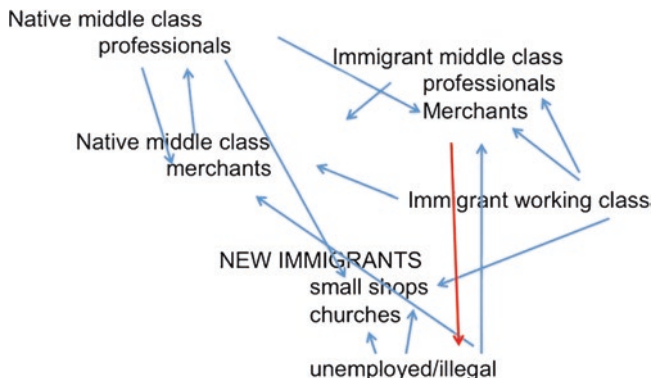 Native middle class
professionals
Immigrant middle class
professionals
Merchants
Native middle class
merchants
Immigrant working class
NEW IMMIGRANTS
small shops
churches
unemployed/illegal